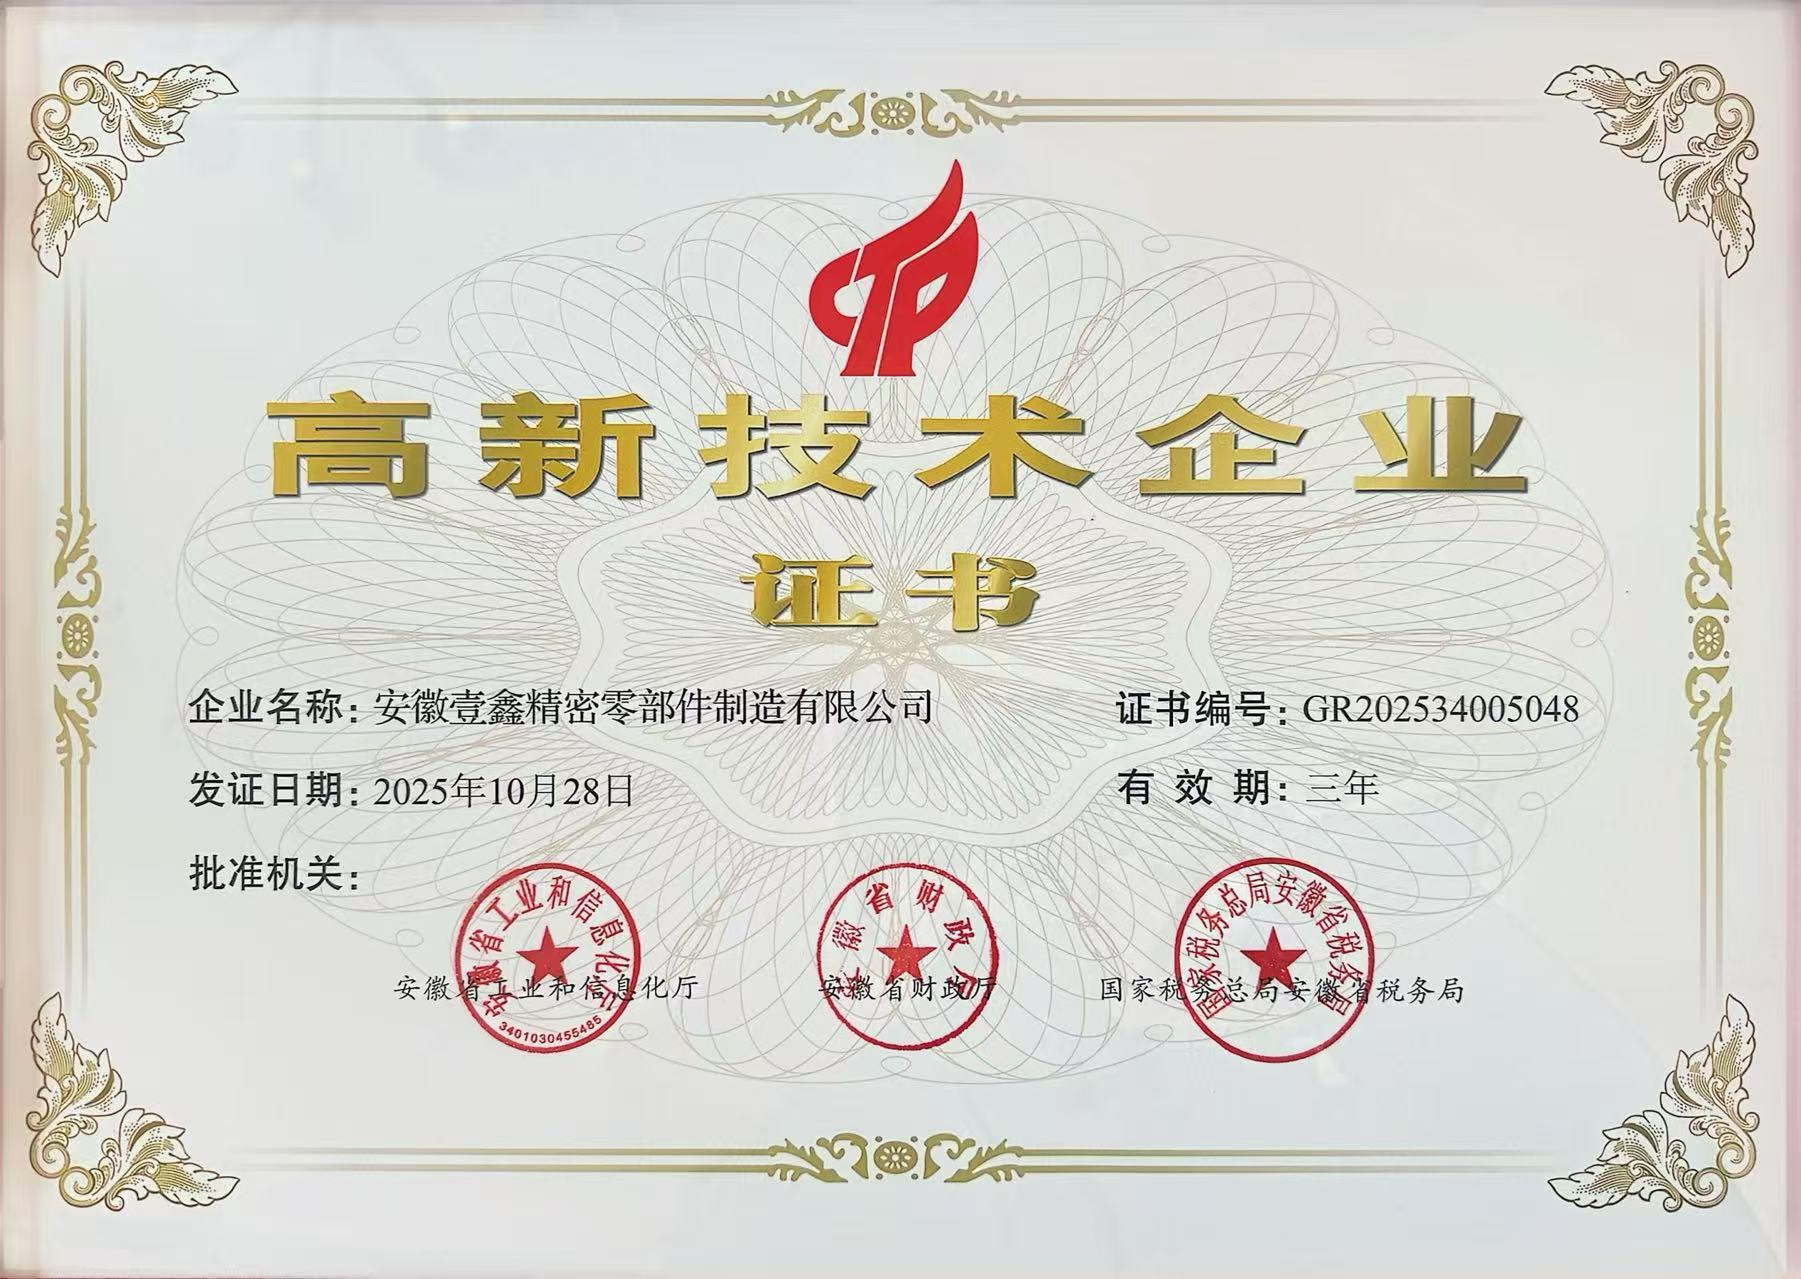 高新技术企业
证书
企业名称：安徽壹鑫精密零部件制造有限公司
证书编号：GR202534005048
发证日期：2025年10月28日
有效期：三年
批准机关：
安徽省工业和信息化厅
3401030455485
安徽省工业和信息化厅
安徽省财政厅
安徽省财政厅
国家税务总局安徽省税务局
国家税务总局安徽省税务局